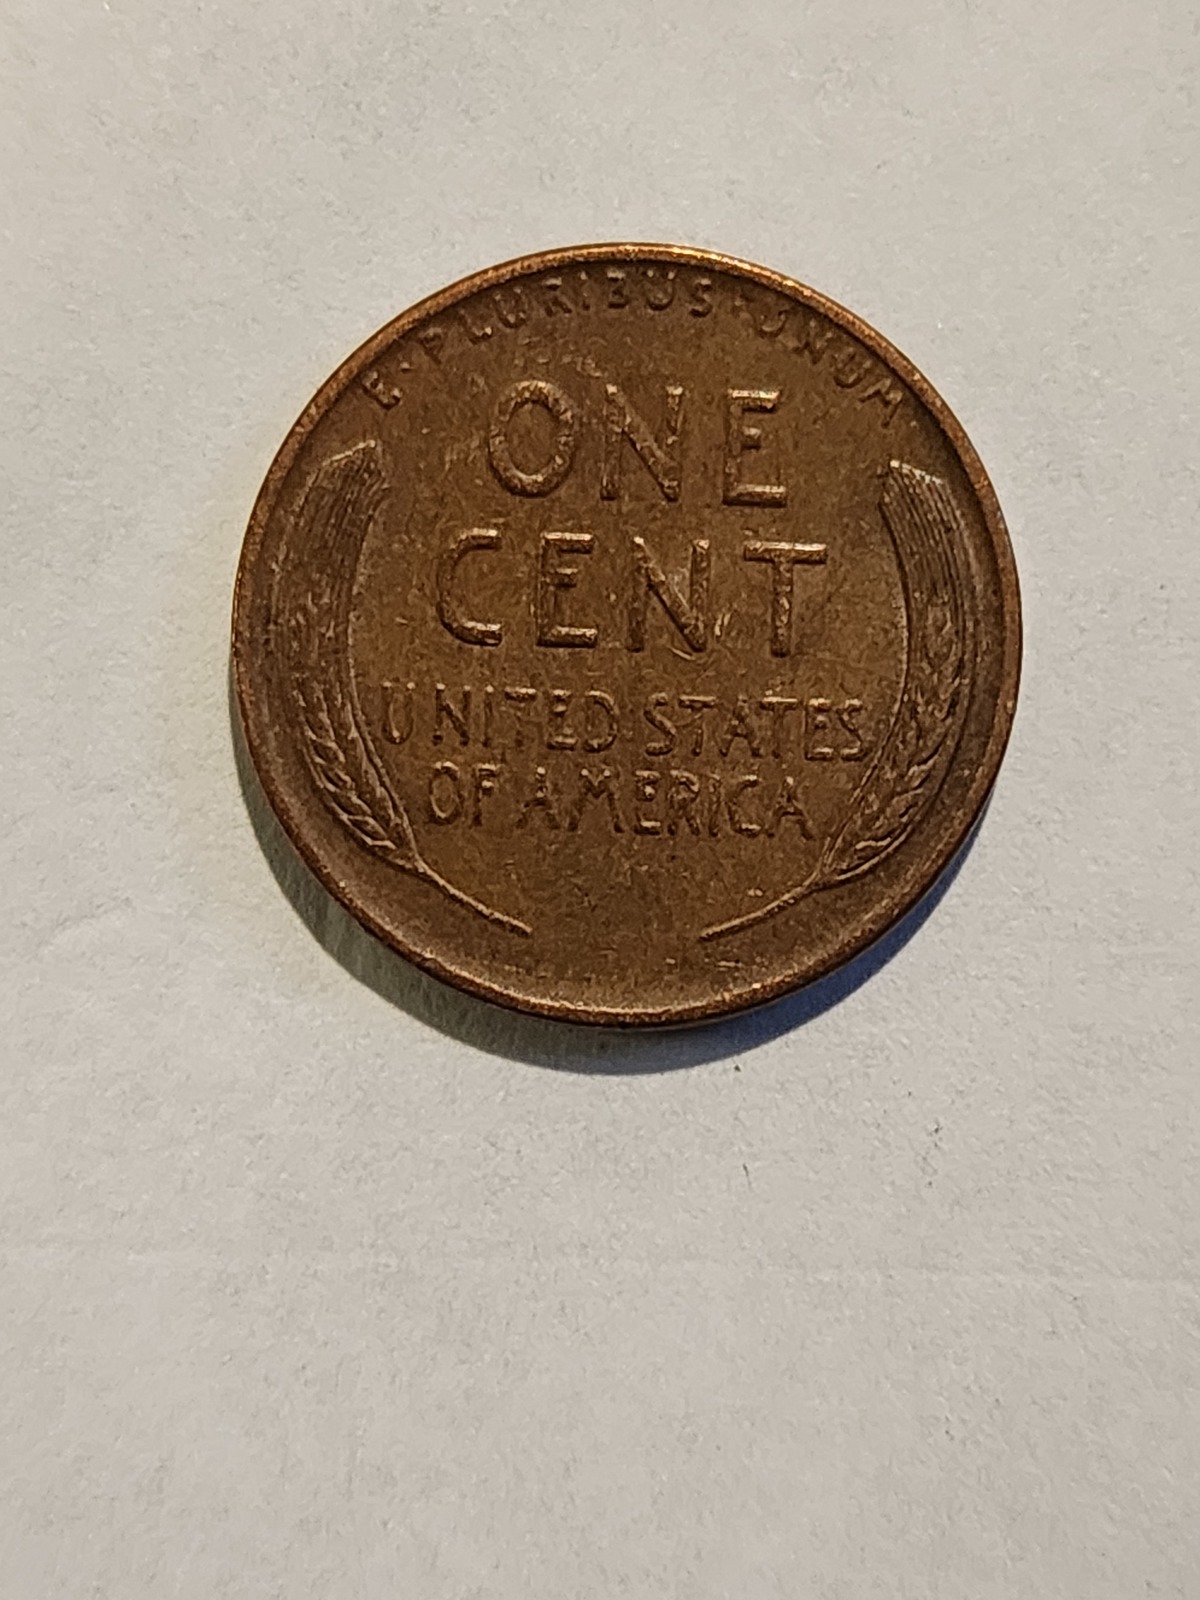 E·PLURIBUS·UNUM
ONE
CENT
UNITED STATES
OF AMERICA